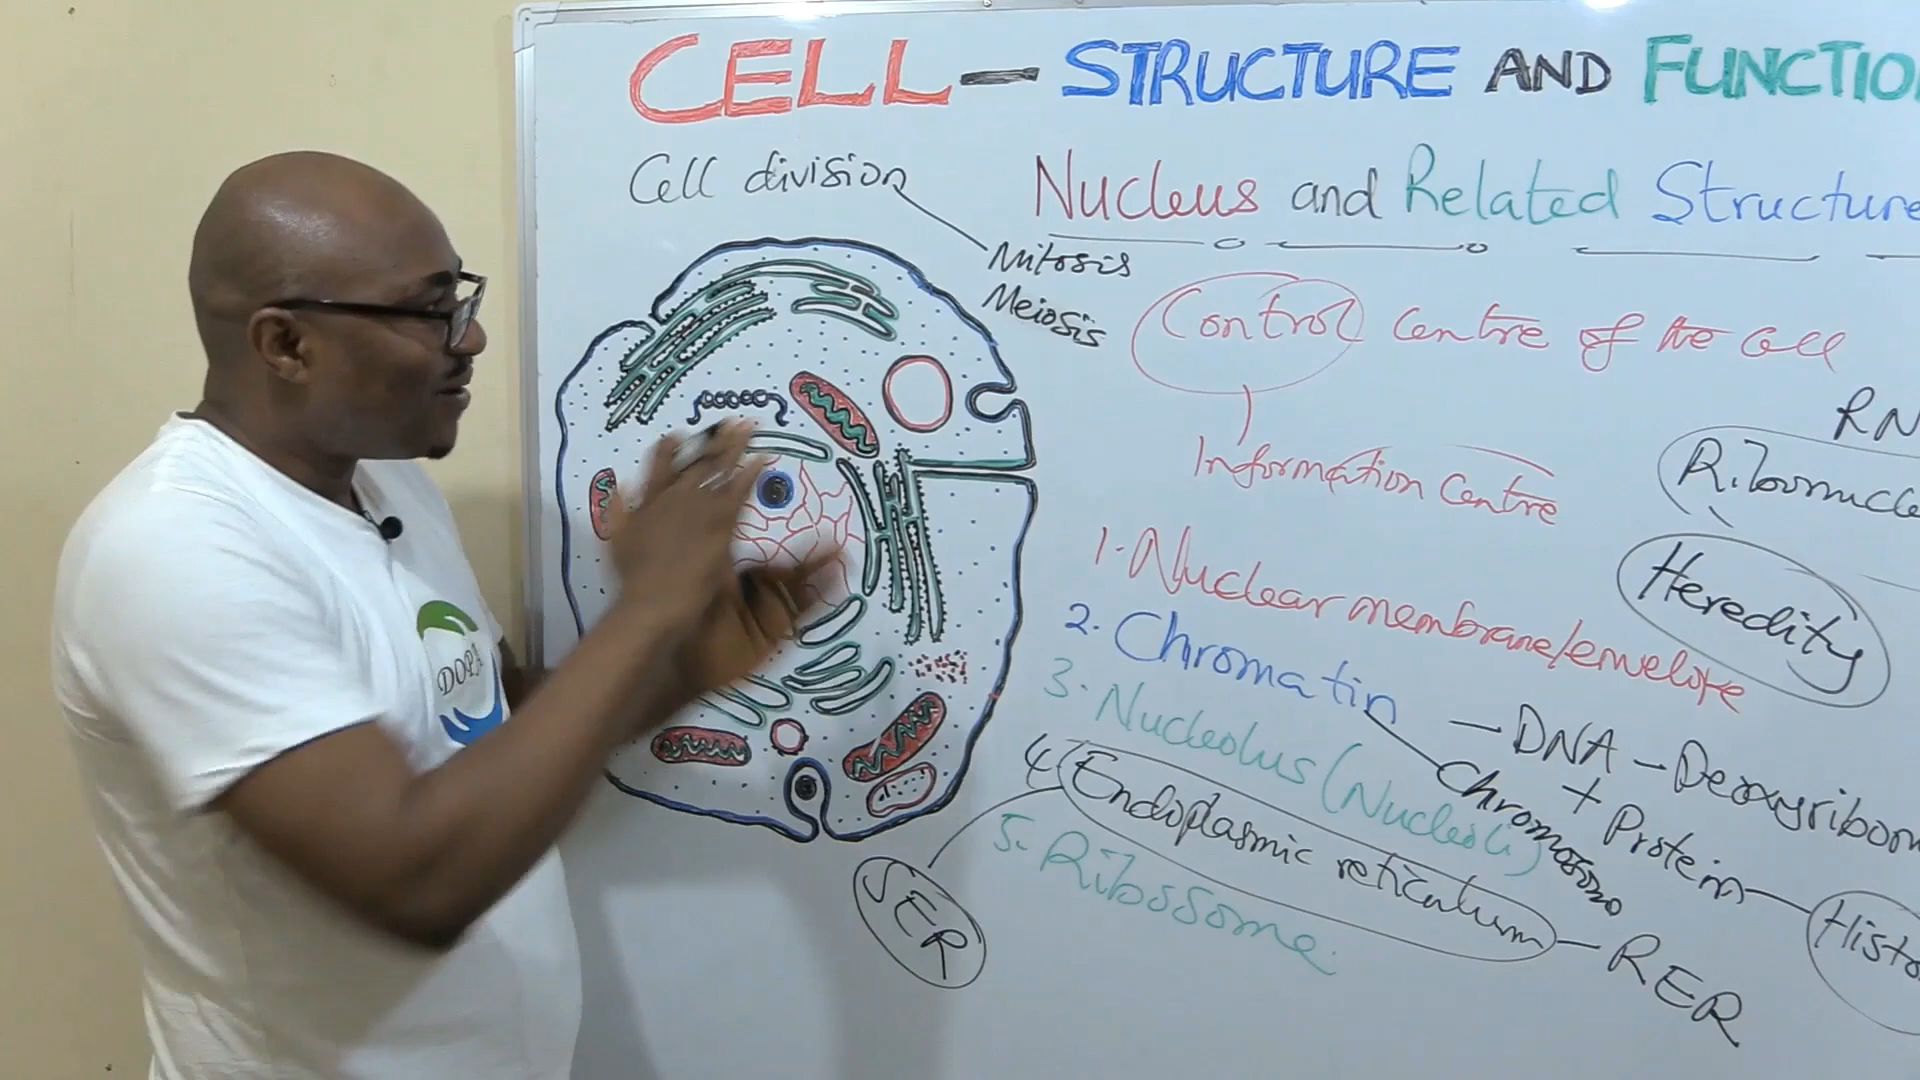 CELL - STRUCTURE AND FUNCTIO
Cell division
Mitosis
Meiosis
Nucleus and Related Structure
Control Centre of the Cell
Information Centre
RN
Ribonucle
Heredity
1. Nuclear membrane/envelope
2. Chromatin - DNA - Deoxyribon
+ Protein - Histo
Chromosome
3. Nucleolus (Nucleoli)
4. Endoplasmic reticulum - RER
SER
5. Ribosome.
DOPA